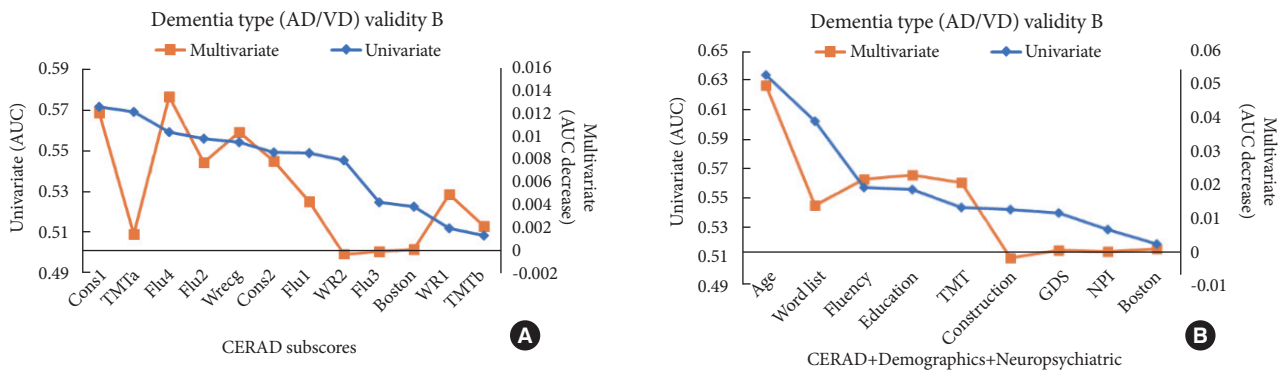 Dementia type (AD/VD) validity B
Multivariate
Univariate
Univariate (AUC)
0.59
0.57
0.55
0.53
0.51
0.49
0.016
0.014
0.012
0.010
0.008
0.006
0.004
0.002
0
-0.002
Multivariate
(AUC decrease)
Cons1
TMTa
Flu4
Flu2
Wrecg
Cons2
Flu1
WR2
Flu3
Boston
WR1
TMTb
CERAD subscores
A
Dementia type (AD/VD) validity B
Multivariate
Univariate
Univariate (AUC)
0.65
0.63
0.61
0.59
0.57
0.55
0.53
0.51
0.49
0.06
0.05
0.04
0.03
0.02
0.01
0
-0.01
Multivariate
(AUC decrease)
Age
Word list
Fluency
Education
TMT
Construction
GDS
NPI
Boston
CERAD+Demographics+Neuropsychiatric
B